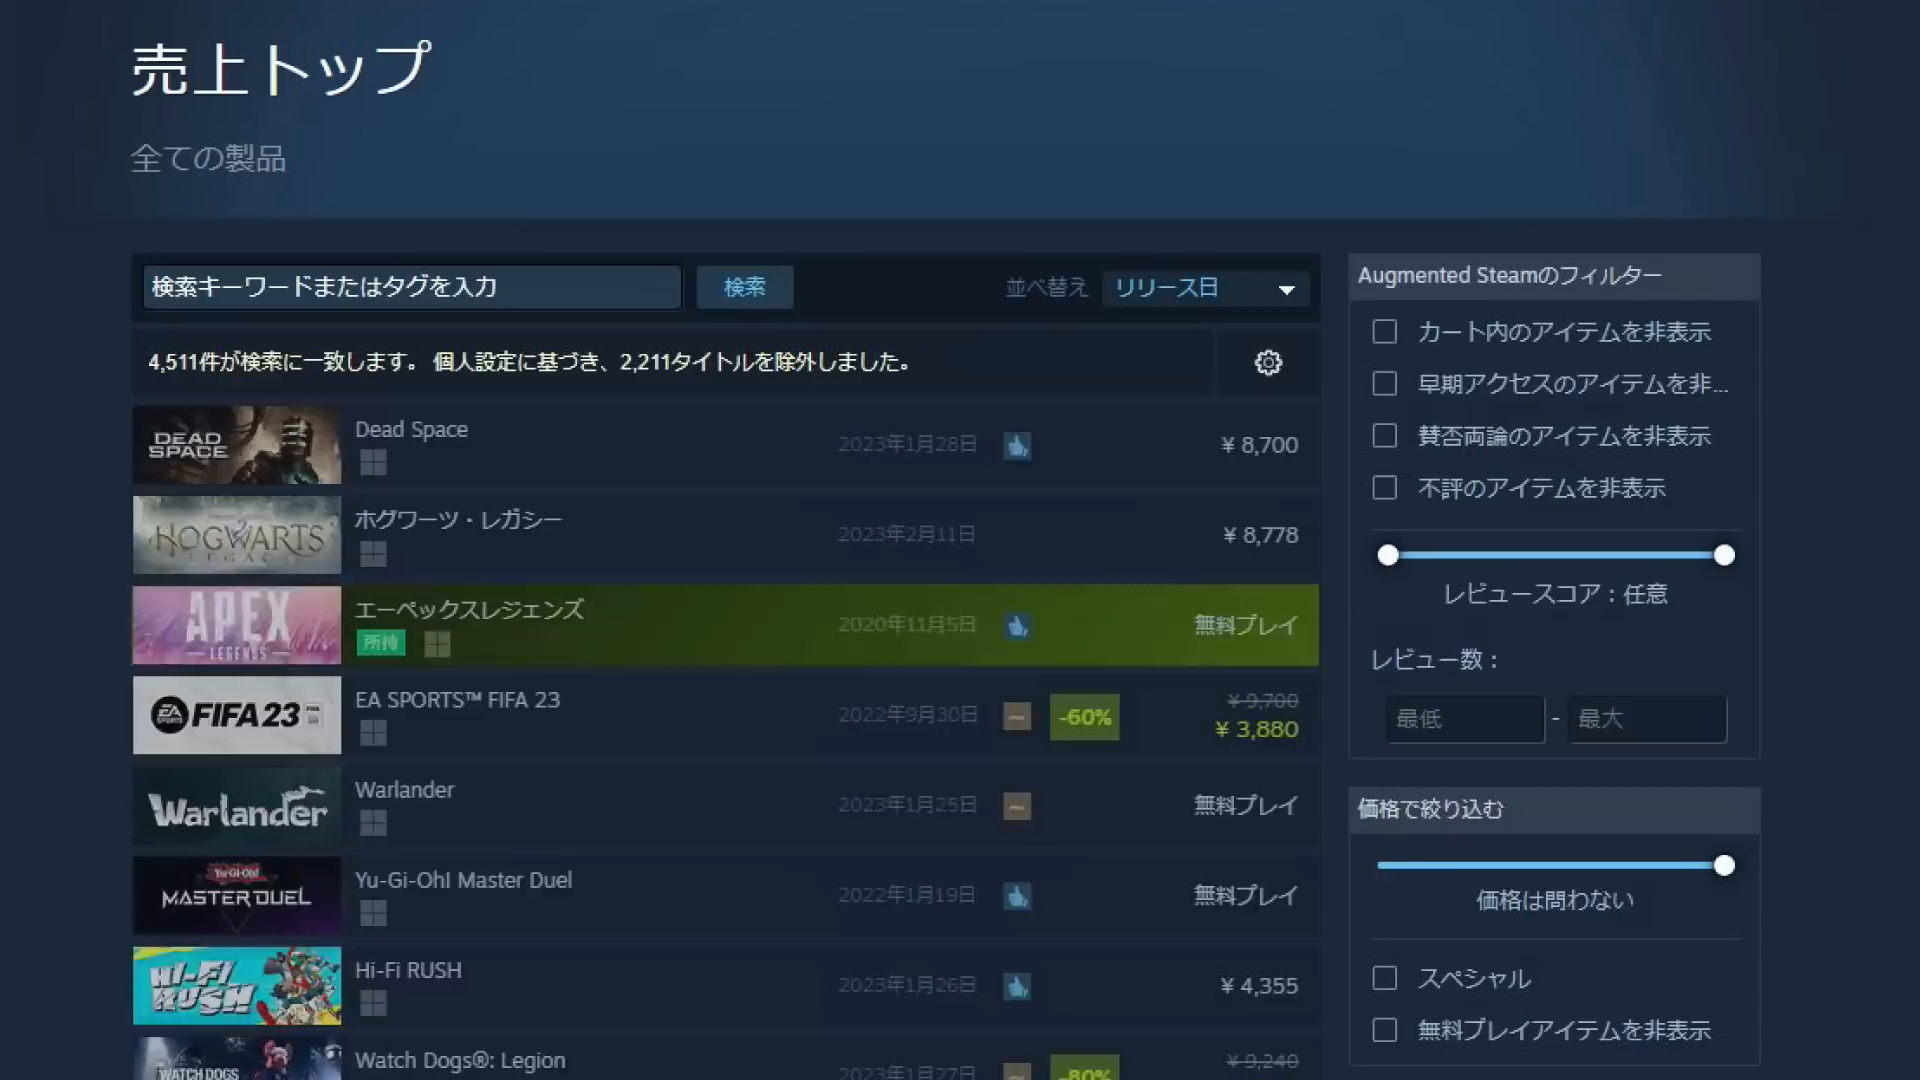 売上トップ
全ての製品
検索キーワードまたはタグを入力
検索
並べ替え
リリース日
4,511件が検索に一致します。 個人設定に基づき、2,211タイトルを除外しました。
DEAD SPACE
Dead Space
2023年1月28日
¥ 8,700
HOGWARTS LEGACY
ホグワーツ・レガシー
2023年2月11日
¥ 8,778
APEX LEGENDS
エーペックスレジェンズ
所持
2020年11月5日
無料プレイ
EA SPORTS FIFA 23
EA SPORTS™ FIFA 23
2022年9月30日
-60%
¥ 9,700
¥ 3,880
Warlander
Warlander
2023年1月25日
無料プレイ
Yu-Gi-Oh! MASTER DUEL
Yu-Gi-Oh! Master Duel
2022年1月19日
無料プレイ
HI-FI RUSH
Hi-Fi RUSH
2023年1月26日
¥ 4,355
WATCH DOGS
Watch Dogs®: Legion
2023年1月27日
-80%
¥ 9,240
Augmented Steamのフィルター
カート内のアイテムを非表示
早期アクセスのアイテムを非...
賛否両論のアイテムを非表示
不評のアイテムを非表示
レビュースコア：任意
レビュー数：
最低
-
最大
価格で絞り込む
価格は問わない
スペシャル
無料プレイアイテムを非表示